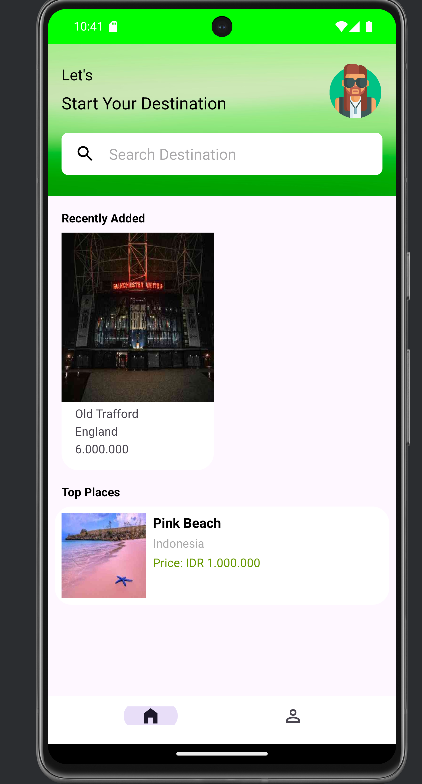 10:41
Let's
Start Your Destination
Search Destination
Recently Added
MANCHESTER UNITED
Old Trafford
England
6.000.000
Top Places
Pink Beach
Indonesia
Price: IDR 1.000.000